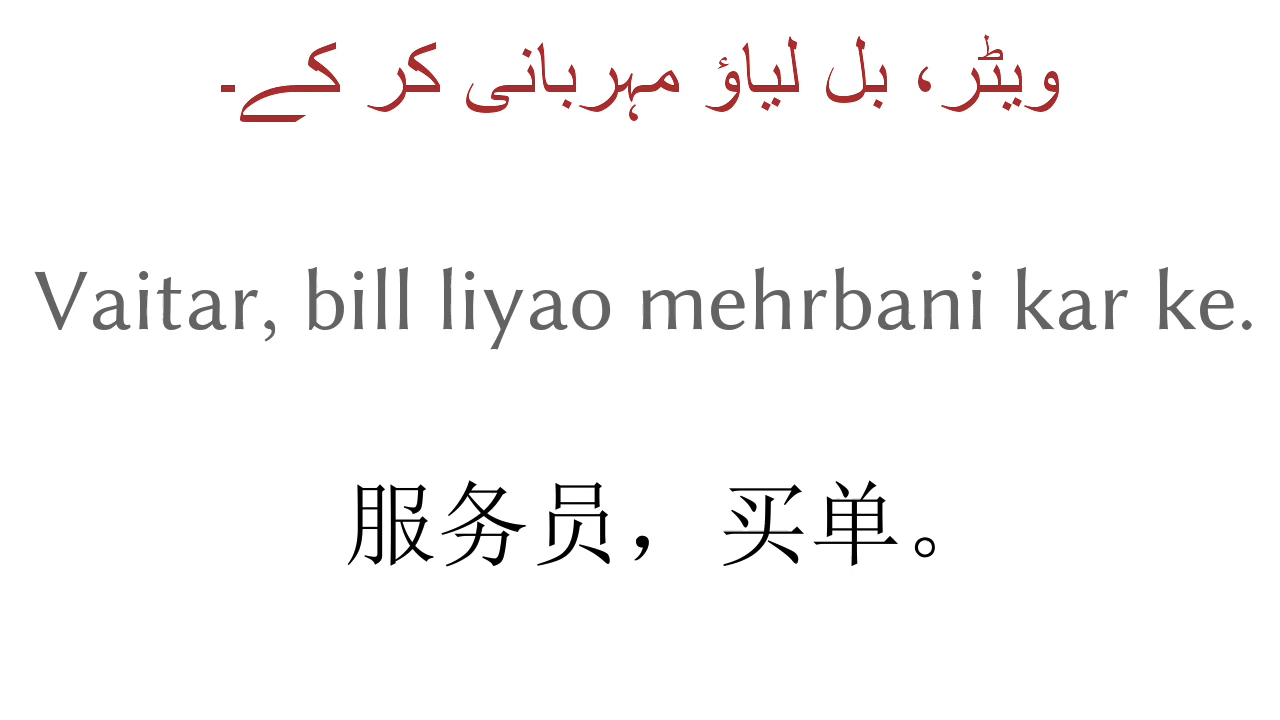 ویٹر، بل لیاؤ مہربانی کر کے۔
Vaitar, bill liyao mehrbani kar ke.
服务员，买单。